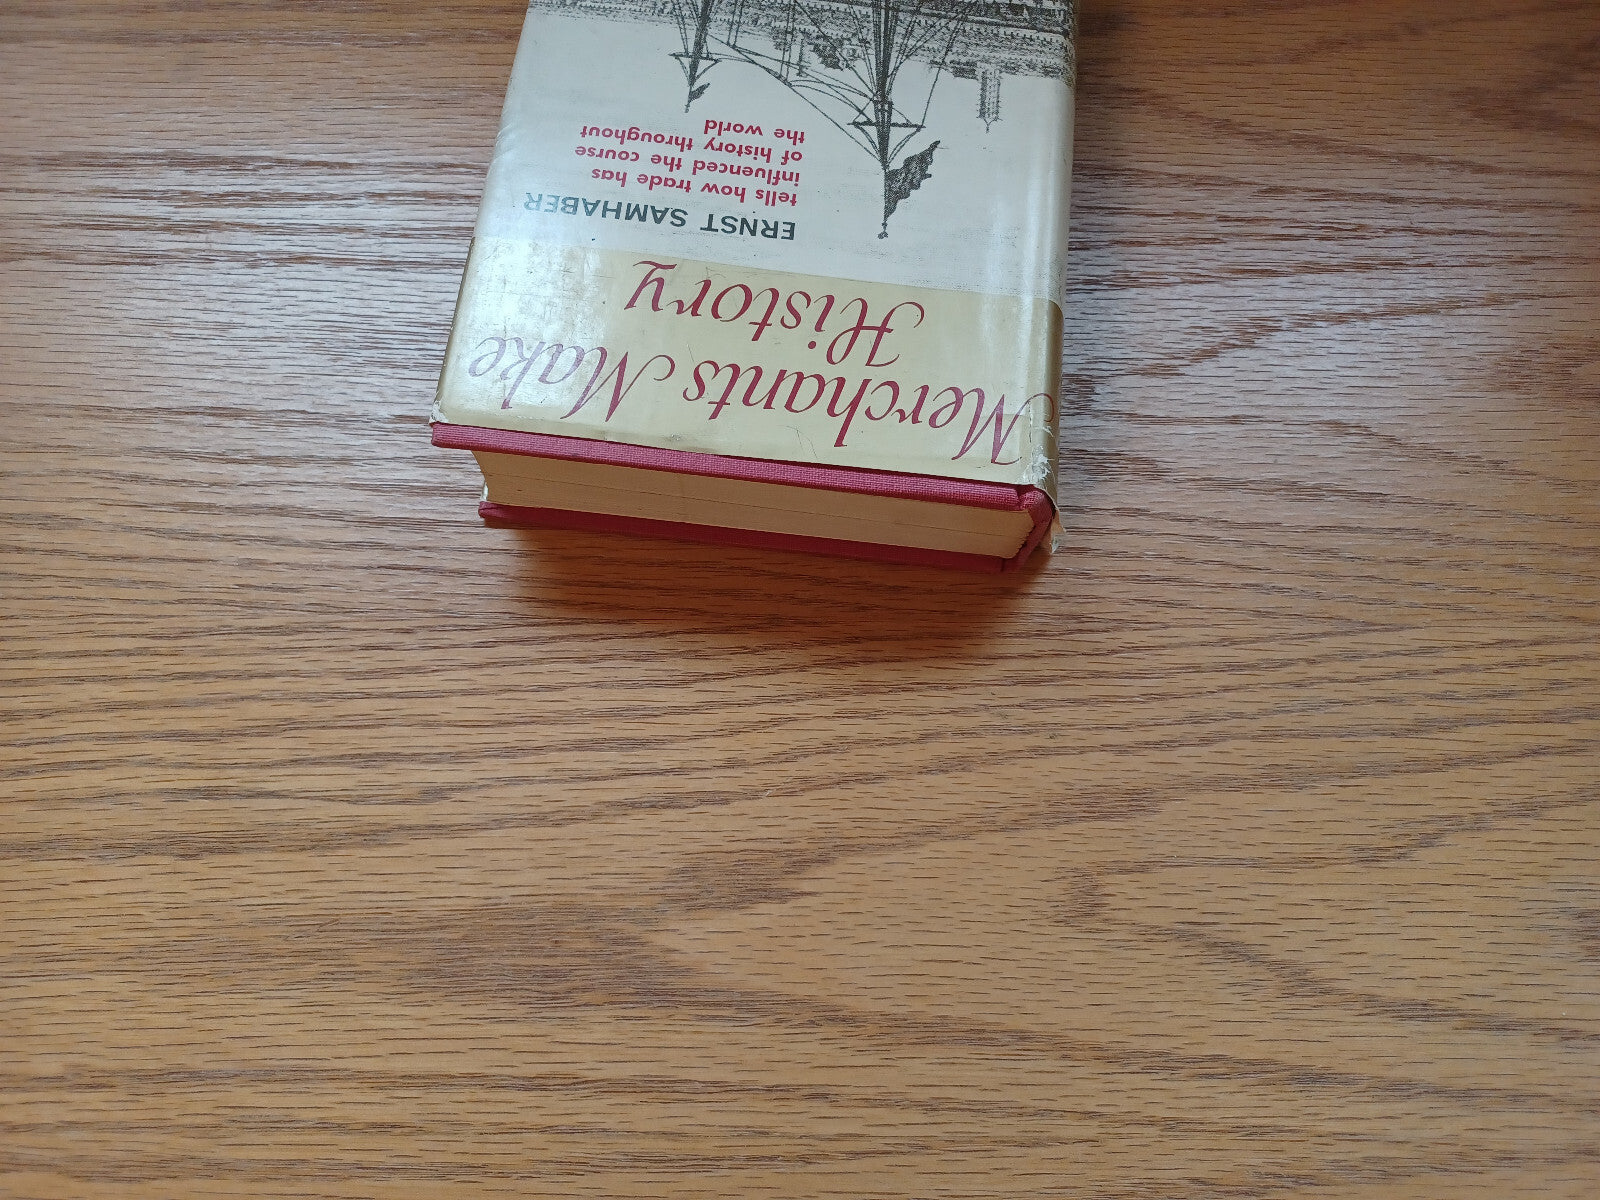 Merchants Make
History
ERNST SAMHABER
tells how trade has
influenced the course
of history throughout
the world